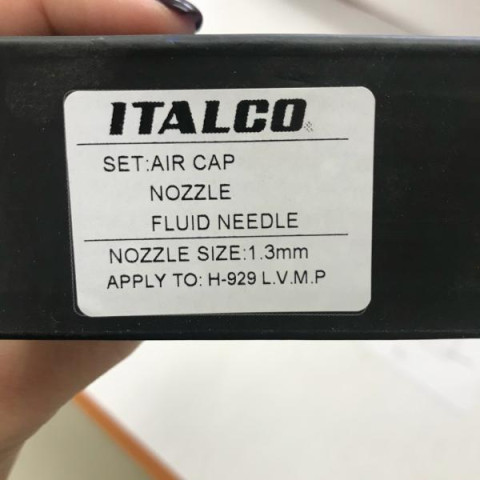 ITALCO
SET:AIR CAP
NOZZLE
FLUID NEEDLE
NOZZLE SIZE:1.3mm
APPLY TO: H-929 L.V.M.P